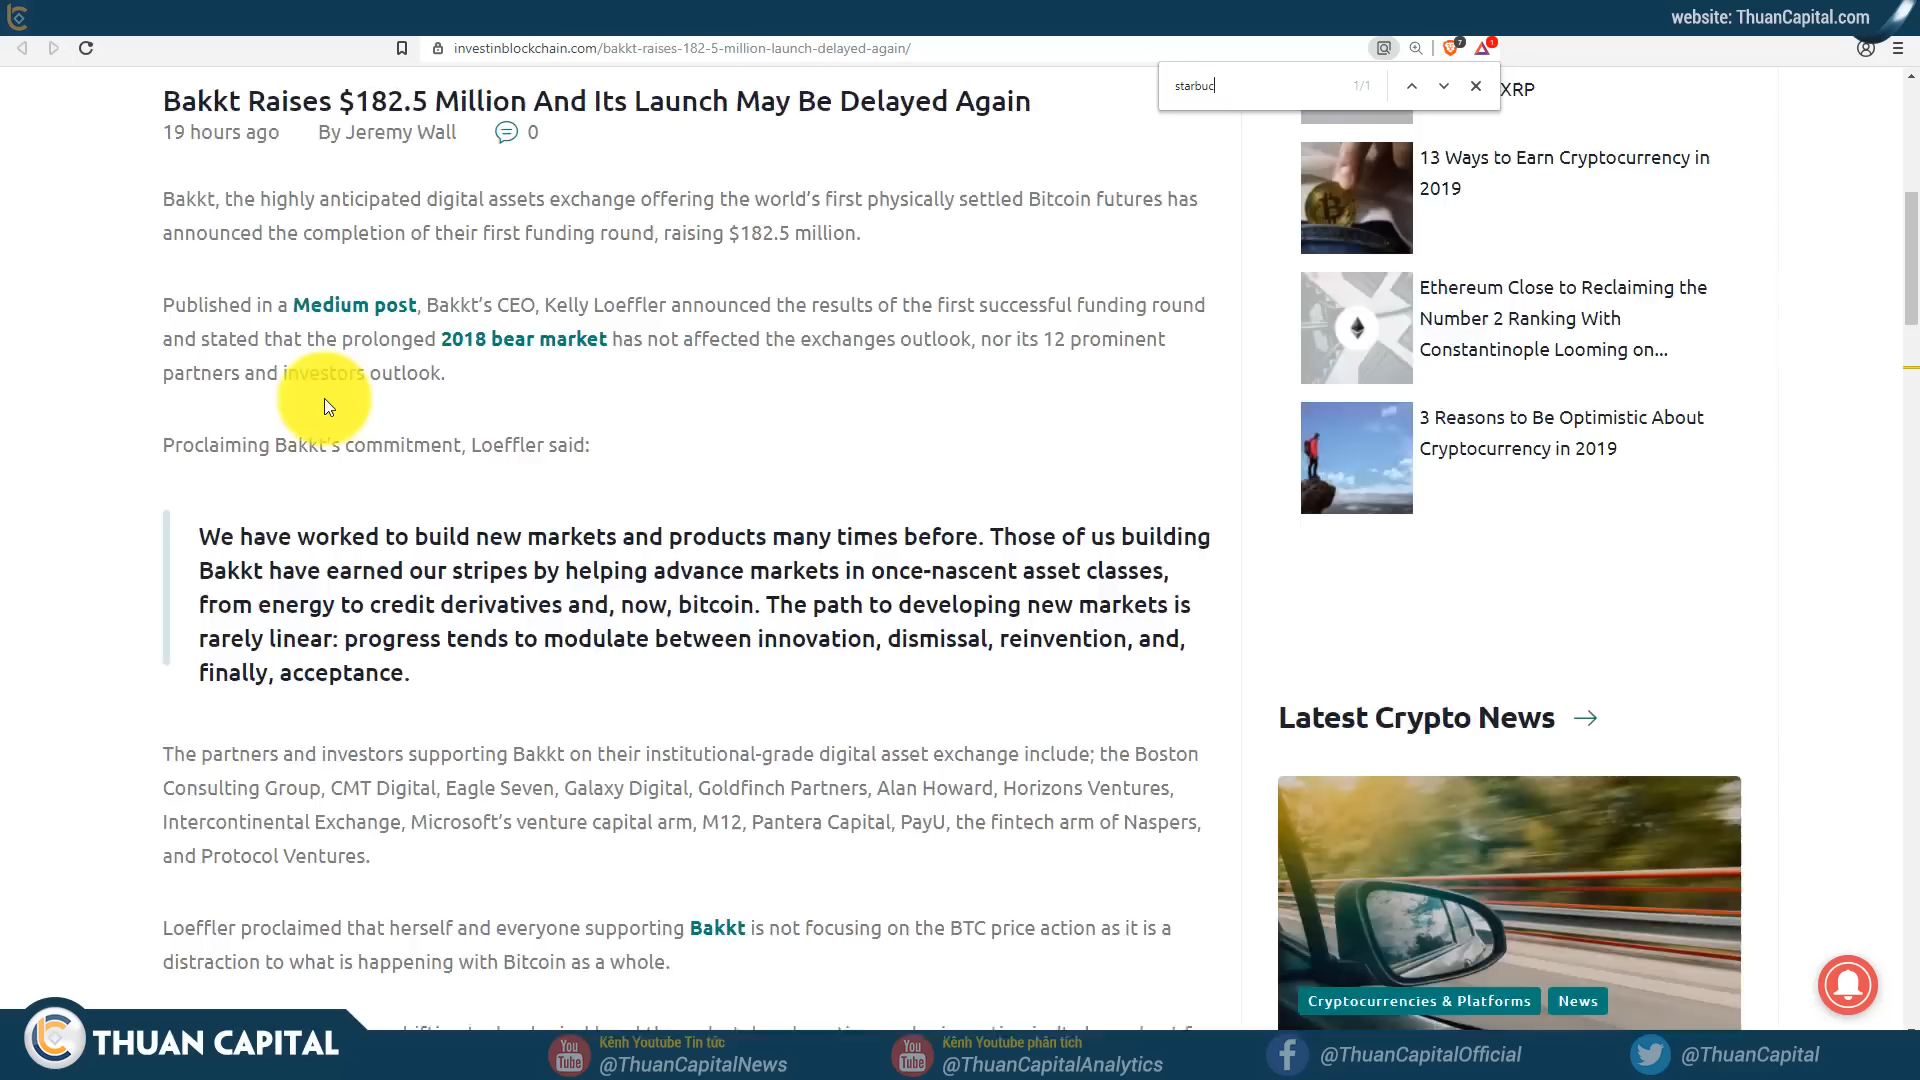 website: ThuanCapital.com
investinblockchain.com/bakkt-raises-182-5-million-launch-delayed-again/
7
1
starbuc
1/1
XRP
Bakkt Raises $182.5 Million And Its Launch May Be Delayed Again
19 hours ago By Jeremy Wall 0
Bakkt, the highly anticipated digital assets exchange offering the world's first physically settled Bitcoin futures has
announced the completion of their first funding round, raising $182.5 million.
Published in a Medium post, Bakkt's CEO, Kelly Loeffler announced the results of the first successful funding round
and stated that the prolonged 2018 bear market has not affected the exchanges outlook, nor its 12 prominent
partners and investors outlook.
Proclaiming Bakkt's commitment, Loeffler said:
We have worked to build new markets and products many times before. Those of us building
Bakkt have earned our stripes by helping advance markets in once-nascent asset classes,
from energy to credit derivatives and, now, bitcoin. The path to developing new markets is
rarely linear: progress tends to modulate between innovation, dismissal, reinvention, and,
finally, acceptance.
The partners and investors supporting Bakkt on their institutional-grade digital asset exchange include; the Boston
Consulting Group, CMT Digital, Eagle Seven, Galaxy Digital, Goldfinch Partners, Alan Howard, Horizons Ventures,
Intercontinental Exchange, Microsoft's venture capital arm, M12, Pantera Capital, PayU, the fintech arm of Naspers,
and Protocol Ventures.
Loeffler proclaimed that herself and everyone supporting Bakkt is not focusing on the BTC price action as it is a
distraction to what is happening with Bitcoin as a whole.
13 Ways to Earn Cryptocurrency in
2019
Ethereum Close to Reclaiming the
Number 2 Ranking With
Constantinople Looming on...
3 Reasons to Be Optimistic About
Cryptocurrency in 2019
Latest Crypto News
Cryptocurrencies & Platforms
News
THUAN CAPITAL
You
Tube
Kênh Youtube Tin tức
@ThuanCapitalNews
You
Tube
Kênh Youtube phân tích
@ThuanCapitalAnalytics
@ThuanCapitalOfficial
@ThuanCapital